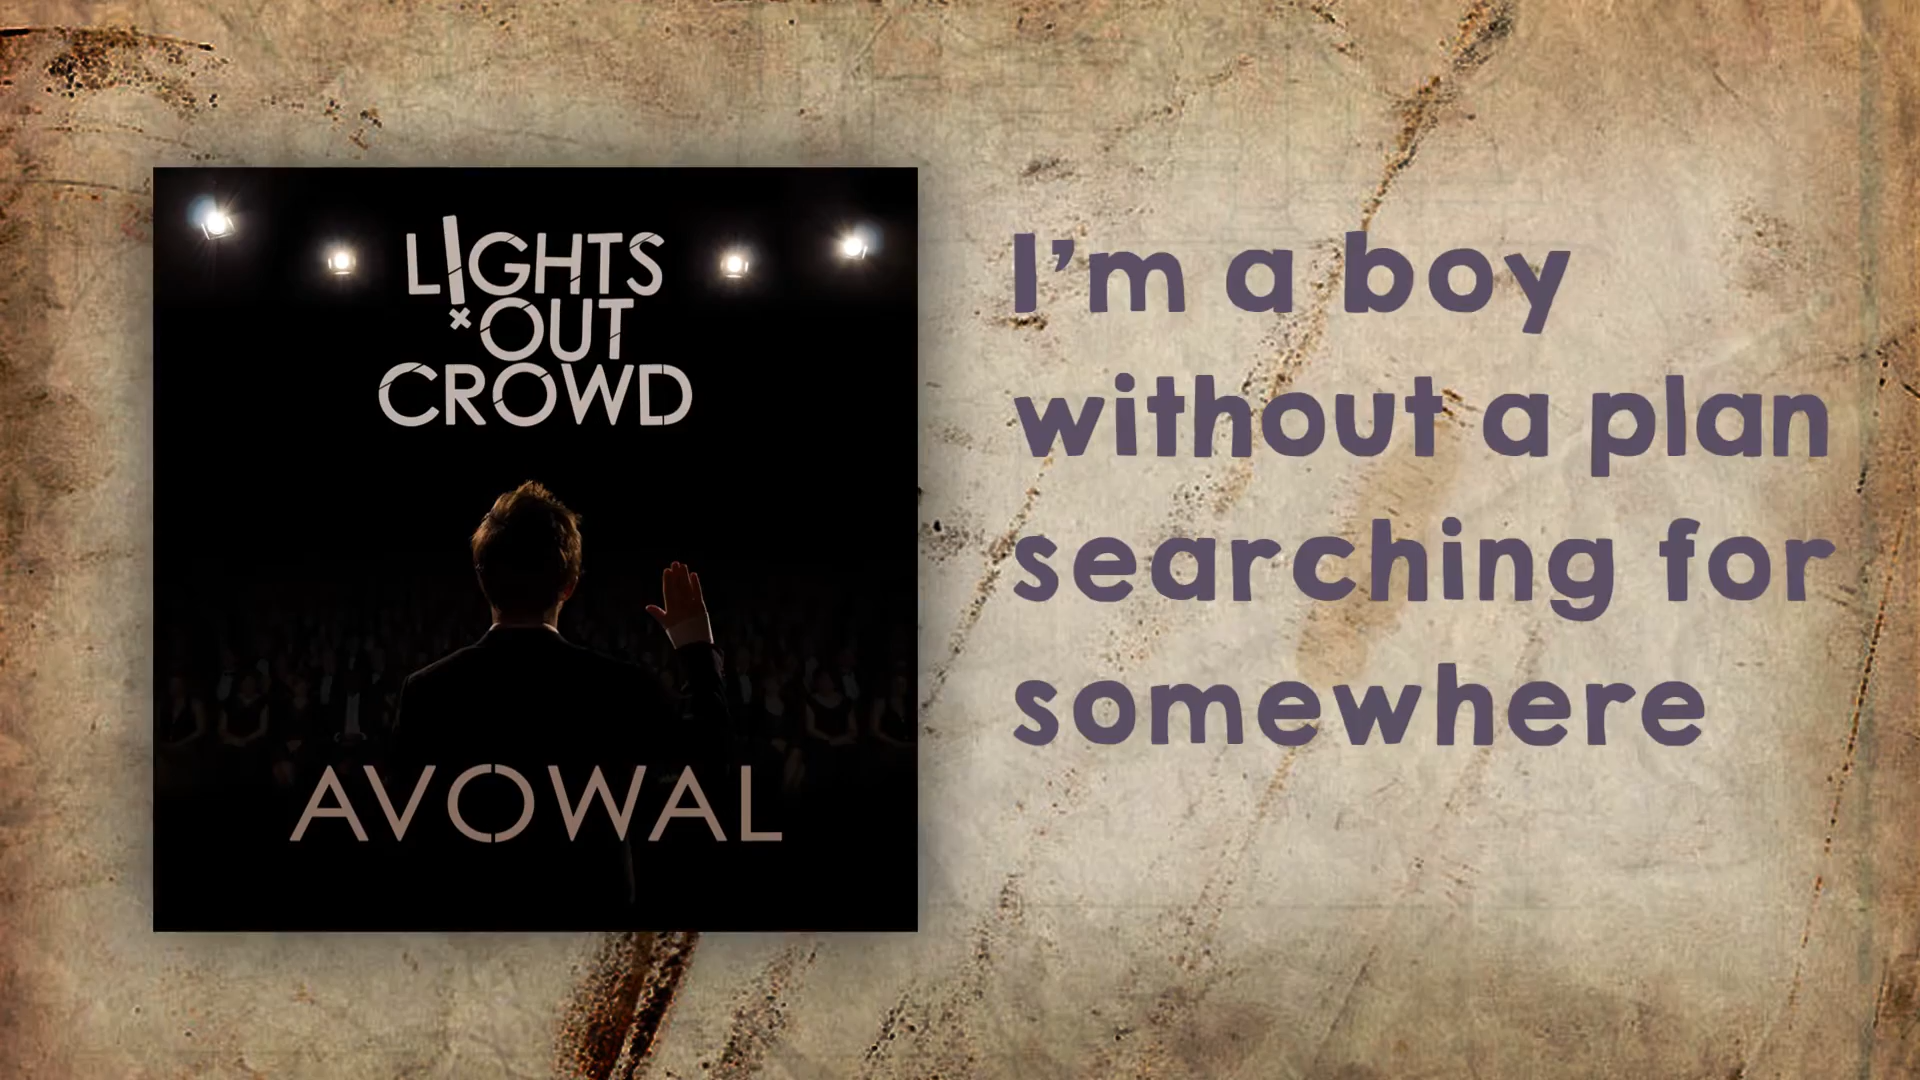 LIGHTS
OUT
CROWD
AVOWAL
I'm a boy
without a plan
searching for
somewhere